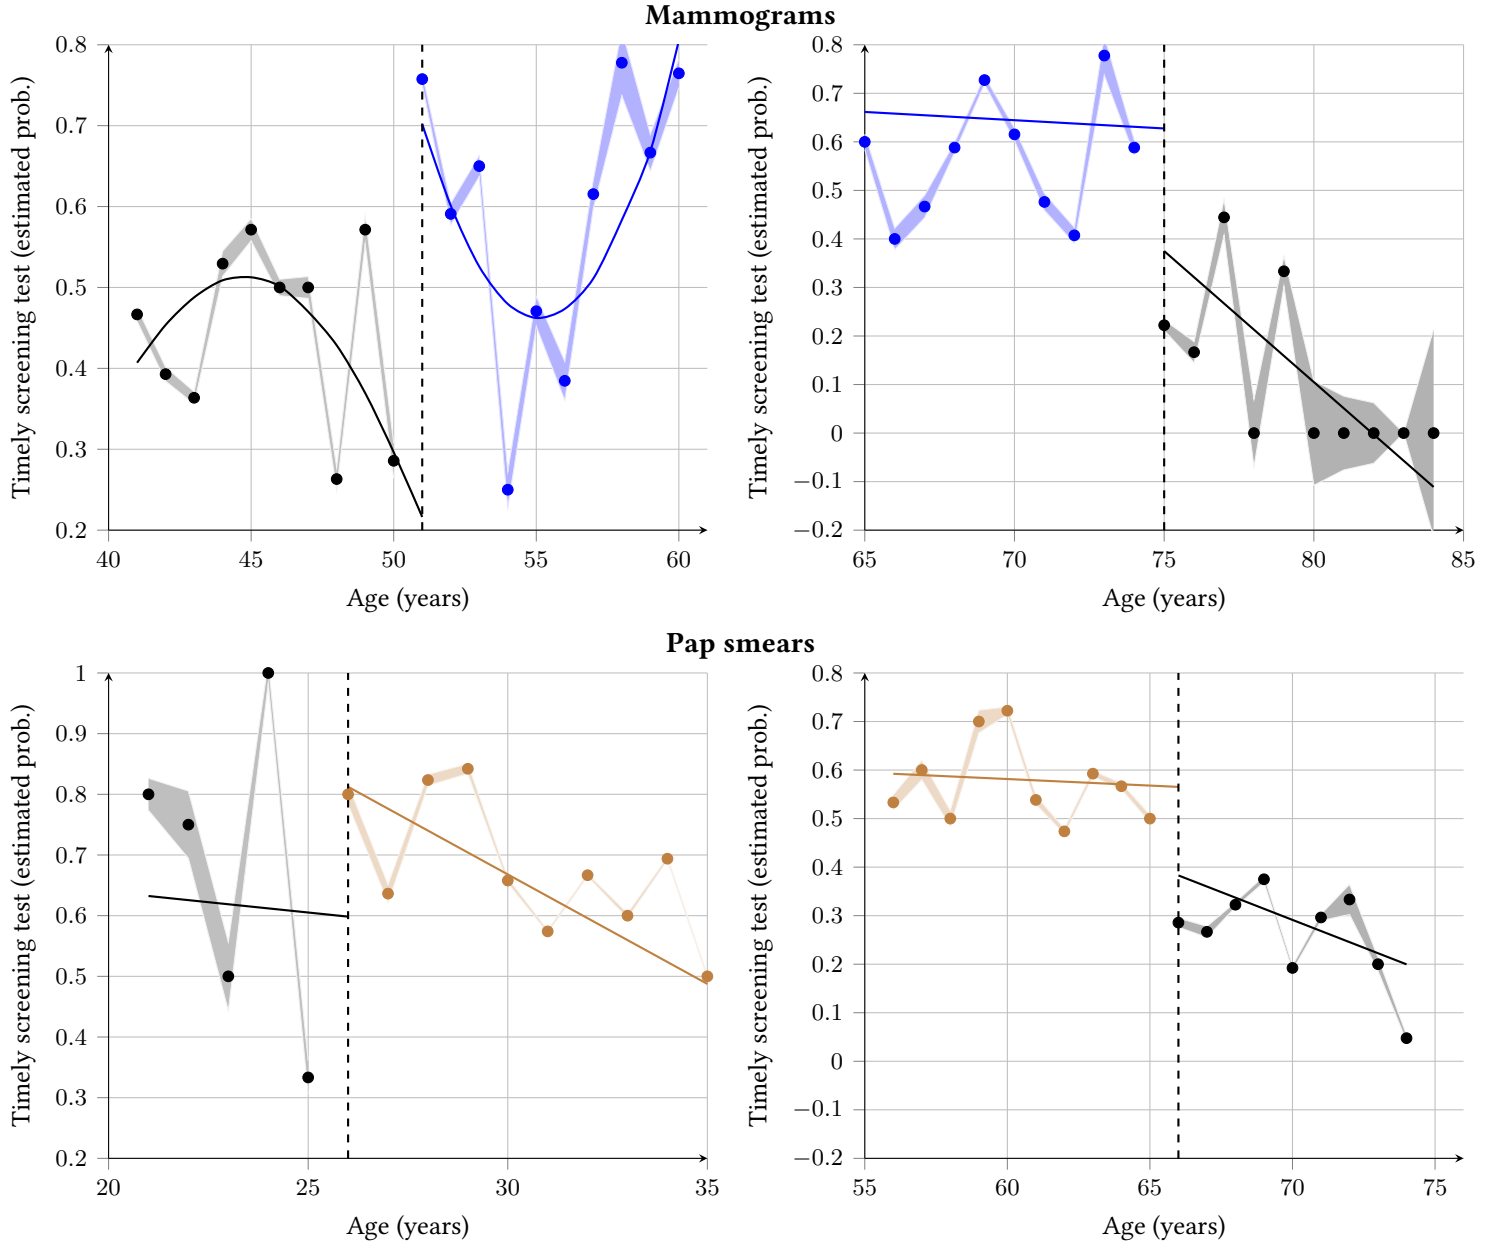 Mammograms
Timely screening test (estimated prob.)
0.8
0.7
0.6
0.5
0.4
0.3
0.2
40 45 50 55 60
Age (years)
Timely screening test (estimated prob.)
0.8
0.7
0.6
0.5
0.4
0.3
0.2
0.1
0
−0.1
−0.2
65 70 75 80 85
Age (years)
Pap smears
Timely screening test (estimated prob.)
1
0.9
0.8
0.7
0.6
0.5
0.4
0.3
0.2
20 25 30 35
Age (years)
Timely screening test (estimated prob.)
0.8
0.7
0.6
0.5
0.4
0.3
0.2
0.1
0
−0.1
−0.2
55 60 65 70 75
Age (years)